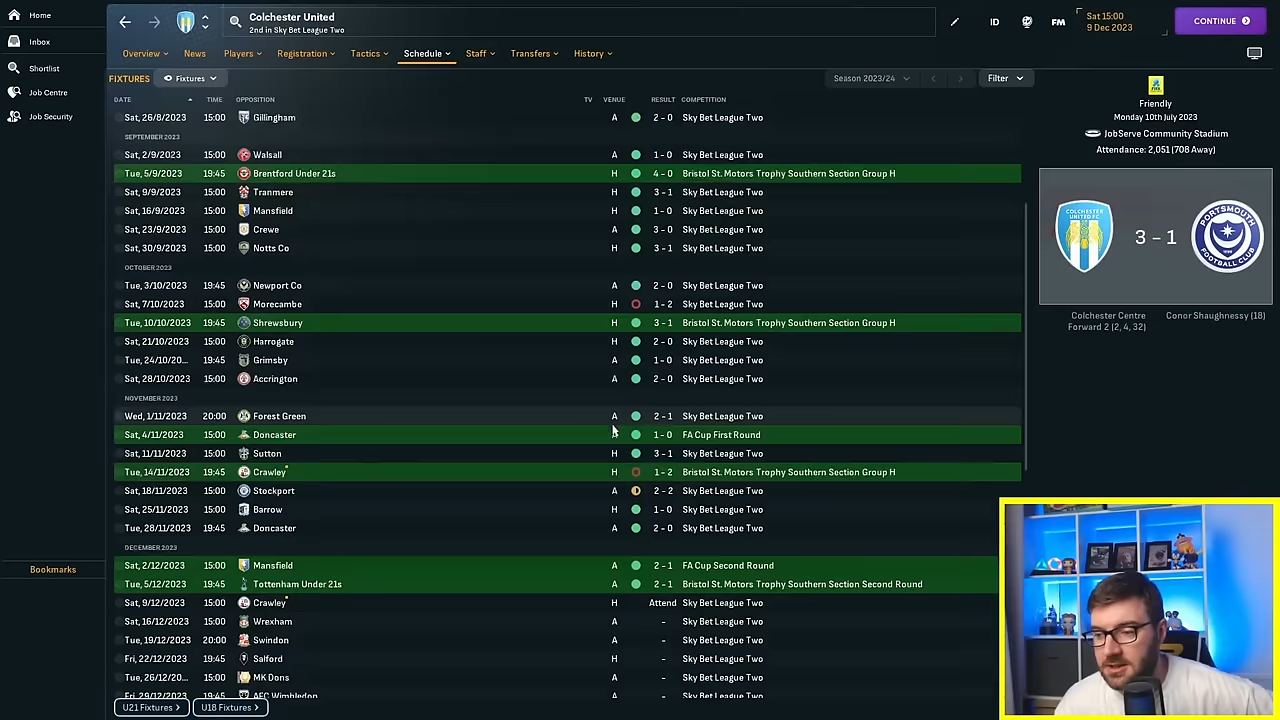 Home
Inbox
Shortlist
Job Centre
Job Security
Bookmarks
Colchester United
2nd in Sky Bet League Two
ID
FM
Sat 15:00
9 Dec 2023
CONTINUE
Overview
News
Players
Registration
Tactics
Schedule
Staff
Transfers
History
FIXTURES
Fixtures
Season 2023/24
Filter
DATE TIME OPPOSITION TV VENUE RESULT COMPETITION
Sat, 26/8/2023 15:00 Gillingham A 2 - 0 Sky Bet League Two
SEPTEMBER 2023
Sat, 2/9/2023 15:00 Walsall A 1 - 0 Sky Bet League Two
Tue, 5/9/2023 19:45 Brentford Under 21s H 4 - 0 Bristol St. Motors Trophy Southern Section Group H
Sat, 9/9/2023 15:00 Tranmere H 3 - 1 Sky Bet League Two
Sat, 16/9/2023 15:00 Mansfield H 1 - 0 Sky Bet League Two
Sat, 23/9/2023 15:00 Crewe A 3 - 0 Sky Bet League Two
Sat, 30/9/2023 15:00 Notts Co H 3 - 1 Sky Bet League Two
OCTOBER 2023
Tue, 3/10/2023 19:45 Newport Co A 2 - 0 Sky Bet League Two
Sat, 7/10/2023 15:00 Morecambe H 1 - 2 Sky Bet League Two
Tue, 10/10/2023 19:45 Shrewsbury H 3 - 1 Bristol St. Motors Trophy Southern Section Group H
Sat, 21/10/2023 15:00 Harrogate H 2 - 0 Sky Bet League Two
Tue, 24/10/20... 19:45 Grimsby A 1 - 0 Sky Bet League Two
Sat, 28/10/2023 15:00 Accrington A 2 - 0 Sky Bet League Two
NOVEMBER 2023
Wed, 1/11/2023 20:00 Forest Green A 2 - 1 Sky Bet League Two
Sat, 4/11/2023 15:00 Doncaster 1 - 0 FA Cup First Round
Sat, 11/11/2023 15:00 Sutton H 3 - 1 Sky Bet League Two
Tue, 14/11/2023 19:45 Crawley* H 1 - 2 Bristol St. Motors Trophy Southern Section Group H
Sat, 18/11/2023 15:00 Stockport A 2 - 2 Sky Bet League Two
Sat, 25/11/2023 15:00 Barrow H 1 - 0 Sky Bet League Two
Tue, 28/11/2023 19:45 Doncaster A 2 - 0 Sky Bet League Two
DECEMBER 2023
Sat, 2/12/2023 15:00 Mansfield A 2 - 1 FA Cup Second Round
Tue, 5/12/2023 19:45 Tottenham Under 21s A 2 - 1 Bristol St. Motors Trophy Southern Section Second Round
Sat, 9/12/2023 15:00 Crawley* H Attend Sky Bet League Two
Sat, 16/12/2023 15:00 Wrexham A - Sky Bet League Two
Tue, 19/12/2023 20:00 Swindon A - Sky Bet League Two
Fri, 22/12/2023 19:45 Salford H - Sky Bet League Two
Tue, 26/12/20... 15:00 MK Dons A - Sky Bet League Two
Fri, 29/12/2023 19:45 AFC Wimbledon A - Sky Bet League Two
U21 Fixtures >
U18 Fixtures >
Friendly
Monday 10th July 2023
JobServe Community Stadium
Attendance: 2,051 (708 Away)
COLCHESTER UNITED FC
3 - 1
PORTSMOUTH
FOOTBALL CLUB
Colchester Centre Forward 2 (2, 4, 32)
Conor Shaughnessy (18)